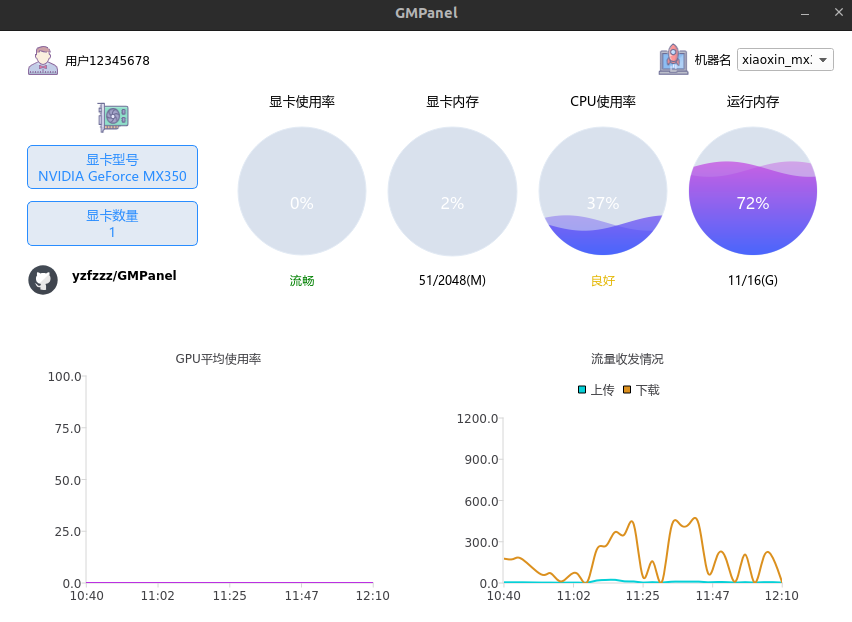 GMPanel
用户12345678
机器名
xiaoxin_mx
显卡型号
NVIDIA GeForce MX350
显卡数量
1
yzfzzz/GMPanel
显卡使用率
显卡内存
CPU使用率
运行内存
0%
2%
37%
72%
流畅
51/2048(M)
良好
11/16(G)
GPU平均使用率
100.0
75.0
50.0
25.0
0.0
10:40
11:02
11:25
11:47
12:10
流量收发情况
上传
下载
1200.0
900.0
600.0
300.0
0.0
10:40
11:02
11:25
11:47
12:10